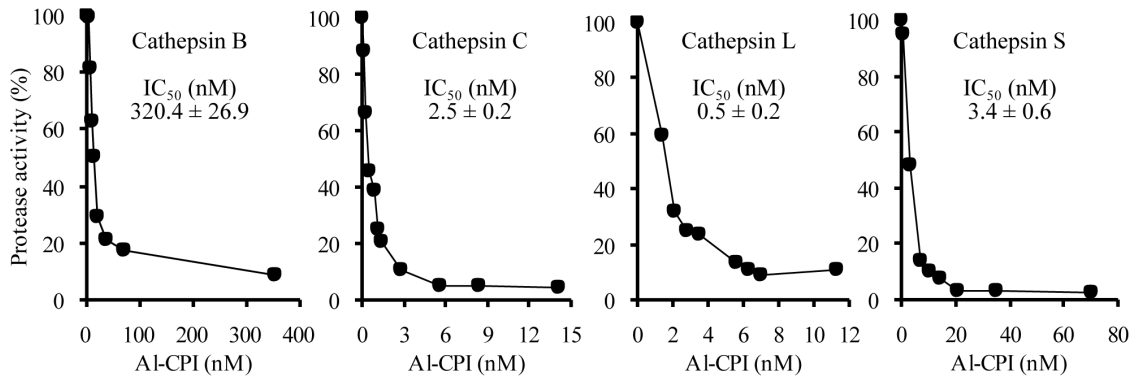 Protease activity (%)
100
80
60
40
20
0
Cathepsin B
IC50 (nM)
320.4 ± 26.9
0 100 200 300 400
Al-CPI (nM)
100
80
60
40
20
0
Cathepsin C
IC50 (nM)
2.5 ± 0.2
0 3 6 9 12 15
Al-CPI (nM)
100
80
60
40
20
0
Cathepsin L
IC50 (nM)
0.5 ± 0.2
0 2 4 6 8 10 12
Al-CPI (nM)
100
80
60
40
20
0
Cathepsin S
IC50 (nM)
3.4 ± 0.6
0 20 40 60 80
Al-CPI (nM)